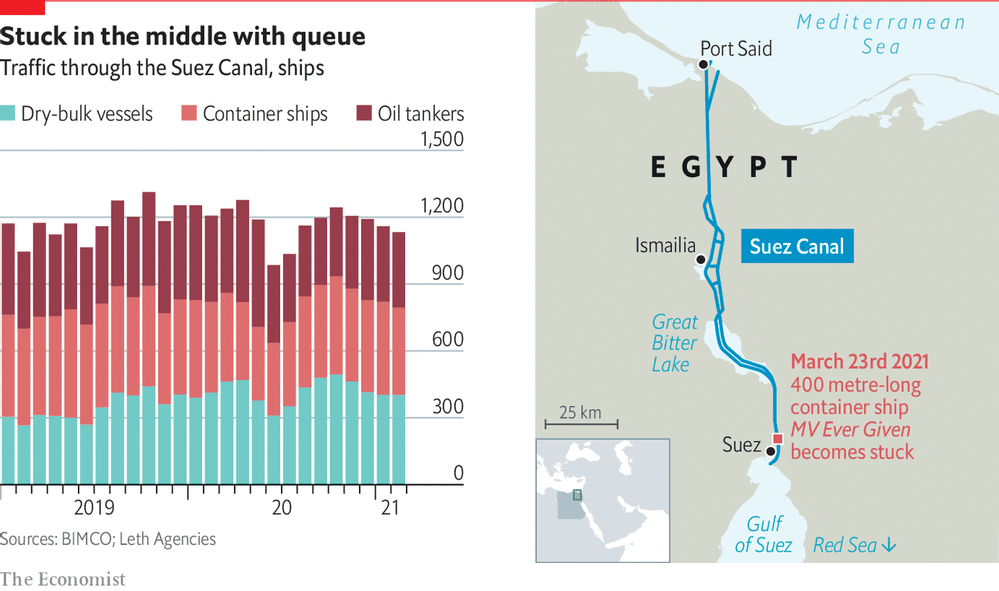 Stuck in the middle with queue
Traffic through the Suez Canal, ships
Dry-bulk vessels
Container ships
Oil tankers
1,500
1,200
900
600
300
0
2019
20
21
Sources: BIMCO; Leth Agencies
The Economist
Mediterranean
Sea
Port Said
EGYPT
Ismailia
Suez Canal
Great
Bitter
Lake
March 23rd 2021
400 metre-long
container ship
MV Ever Given
becomes stuck
25 km
Suez
Gulf
of Suez
Red Sea ↓